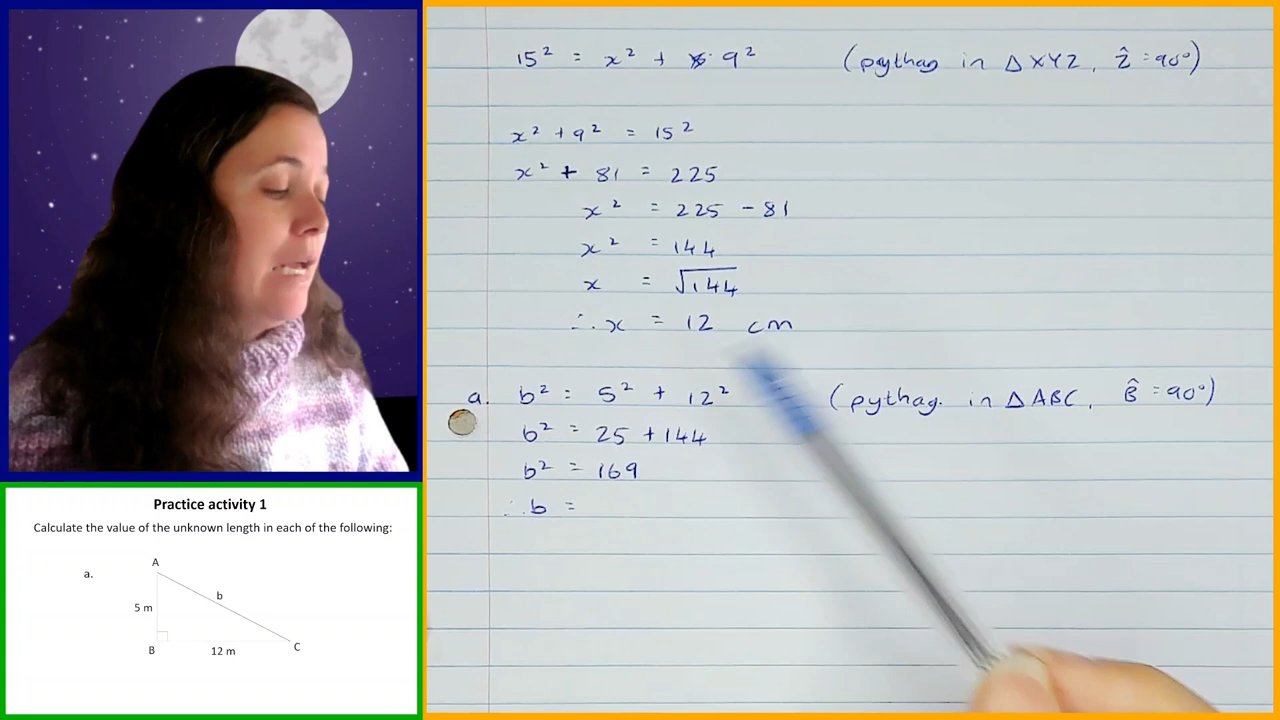 15² = x² + 9² (pythag in △XYZ, Ẑ = 90°)
x² + 9² = 15²
x² + 81 = 225
x² = 225 - 81
x² = 144
x = √144
∴ x = 12 cm
a. b² = 5² + 12² (pythag. in △ABC, B̂ = 90°)
b² = 25 + 144
b² = 169
∴ b =
Practice activity 1
Calculate the value of the unknown length in each of the following:
a.
A
b
5 m
B
12 m
C